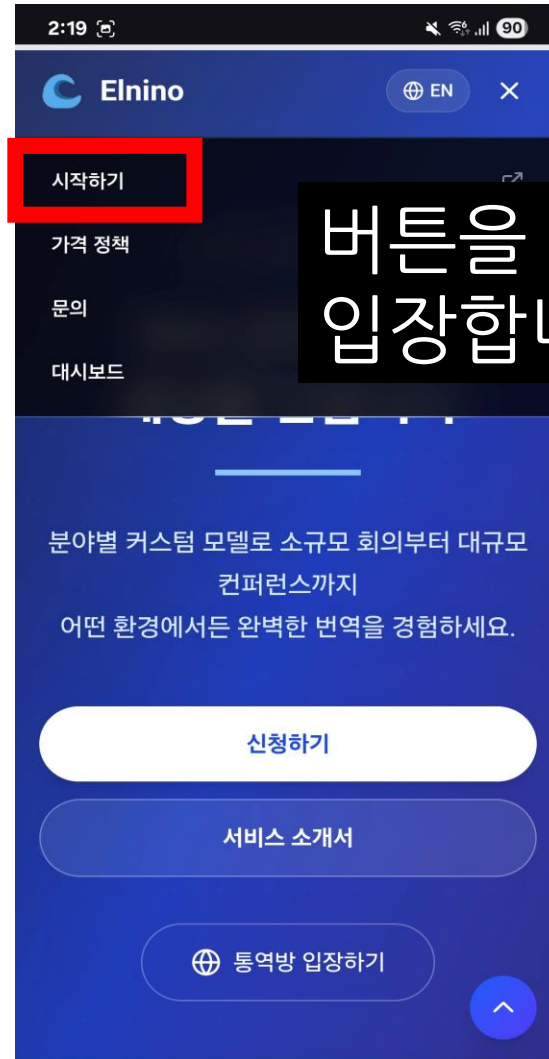 2:19
90
Elnino
EN
시작하기
가격 정책
문의
대시보드
버튼을
분야별 커스텀 모델로 소규모 회의부터 대규모
컨퍼런스까지
어떤 환경에서든 완벽한 번역을 경험하세요.
신청하기
서비스 소개서
통역방 입장하기